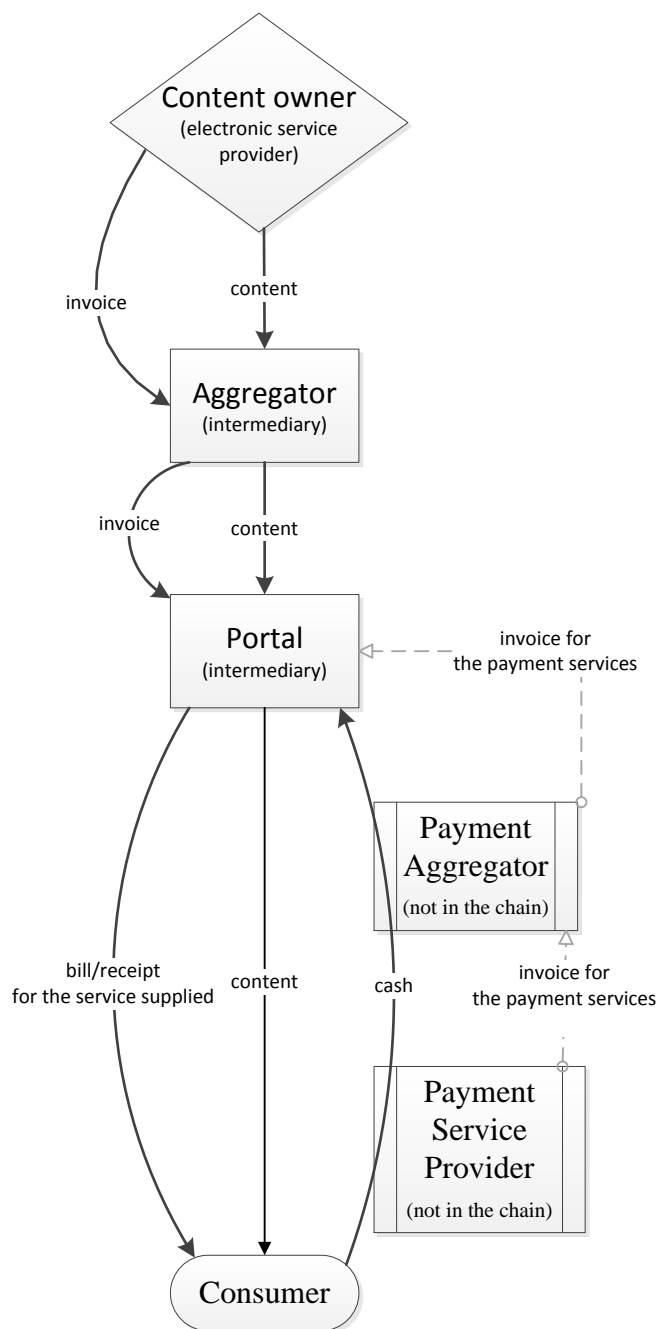 Content owner
(electronic service
provider)
invoice
content
Aggregator
(intermediary)
invoice
content
Portal
(intermediary)
invoice for
the payment services
Payment
Aggregator
(not in the chain)
bill/receipt
for the service supplied
content
cash
invoice for
the payment services
Payment
Service
Provider
(not in the chain)
Consumer